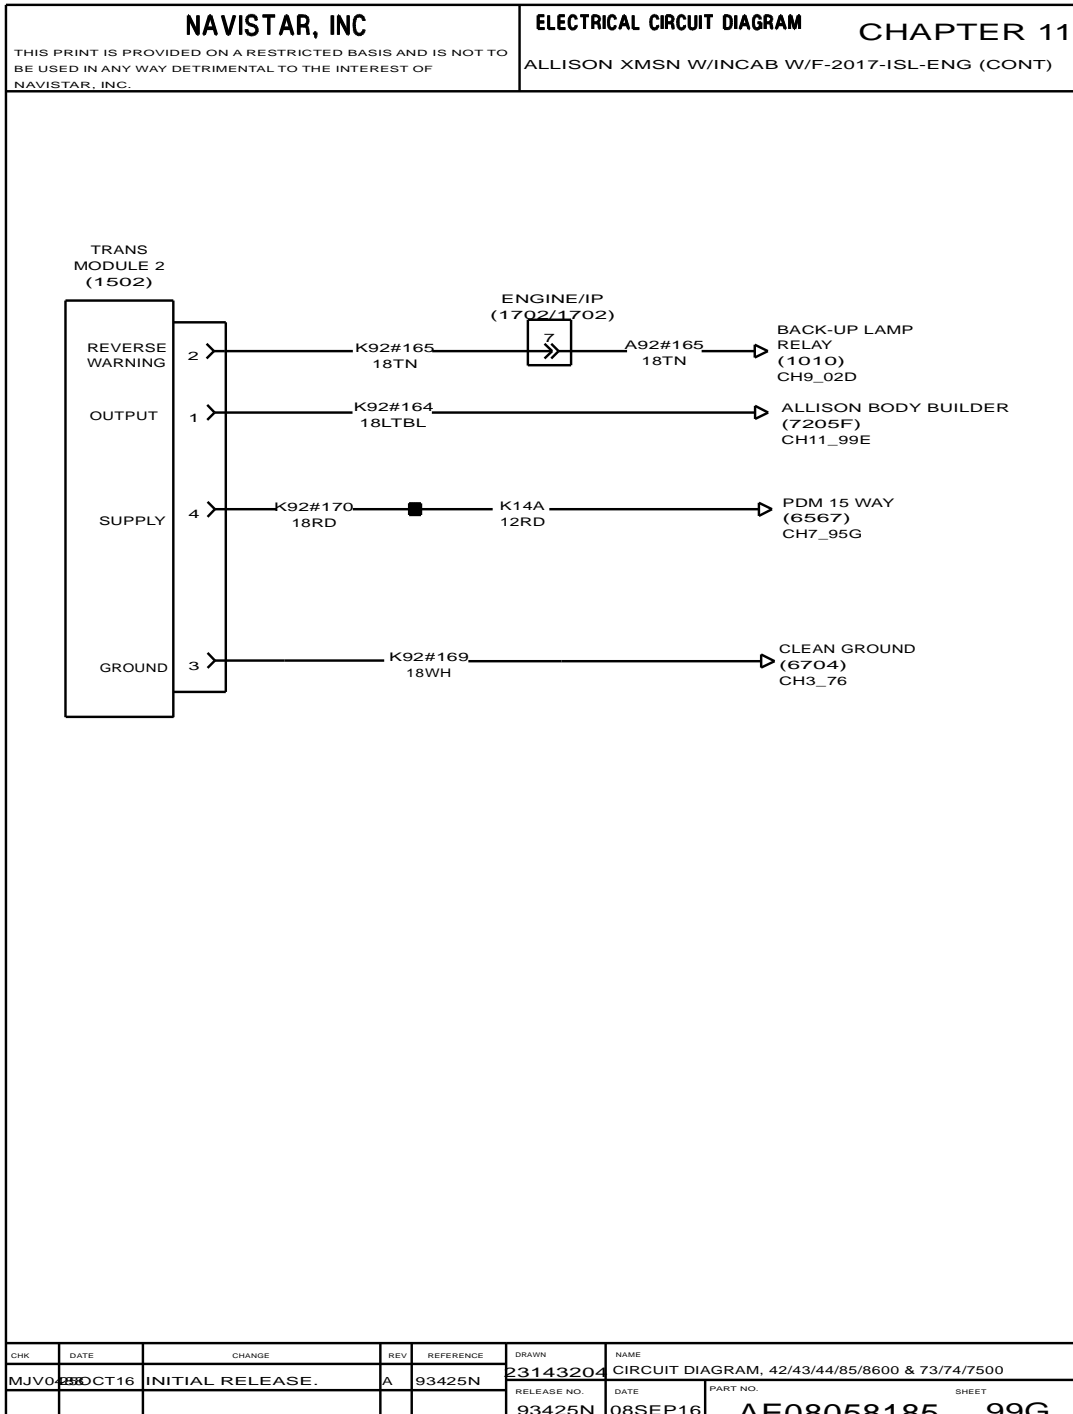 NAVISTAR, INC
THIS PRINT IS PROVIDED ON A RESTRICTED BASIS AND IS NOT TO
BE USED IN ANY WAY DETRIMENTAL TO THE INTEREST OF
NAVISTAR, INC.
ELECTRICAL CIRCUIT DIAGRAM
CHAPTER 11
ALLISON XMSN W/INCAB W/F-2017-ISL-ENG (CONT)
TRANS
MODULE 2
(1502)
REVERSE
WARNING
2
K92#165
18TN
ENGINE/IP
(1702/1702)
7
A92#165
18TN
BACK-UP LAMP
RELAY
(1010)
CH9_02D
OUTPUT
1
K92#164
18LTBL
ALLISON BODY BUILDER
(7205F)
CH11_99E
SUPPLY
4
K92#170
18RD
K14A
12RD
PDM 15 WAY
(6567)
CH7_95G
GROUND
3
K92#169
18WH
CLEAN GROUND
(6704)
CH3_76
CHK DATE CHANGE REV REFERENCE
INITIAL RELEASE. A 93425N
DRAWN
23143204
NAME
CIRCUIT DIAGRAM, 42/43/44/85/8600 & 73/74/7500
RELEASE NO.
93425N
DATE
08SEP16
PART NO.
AE08058185
SHEET
99G